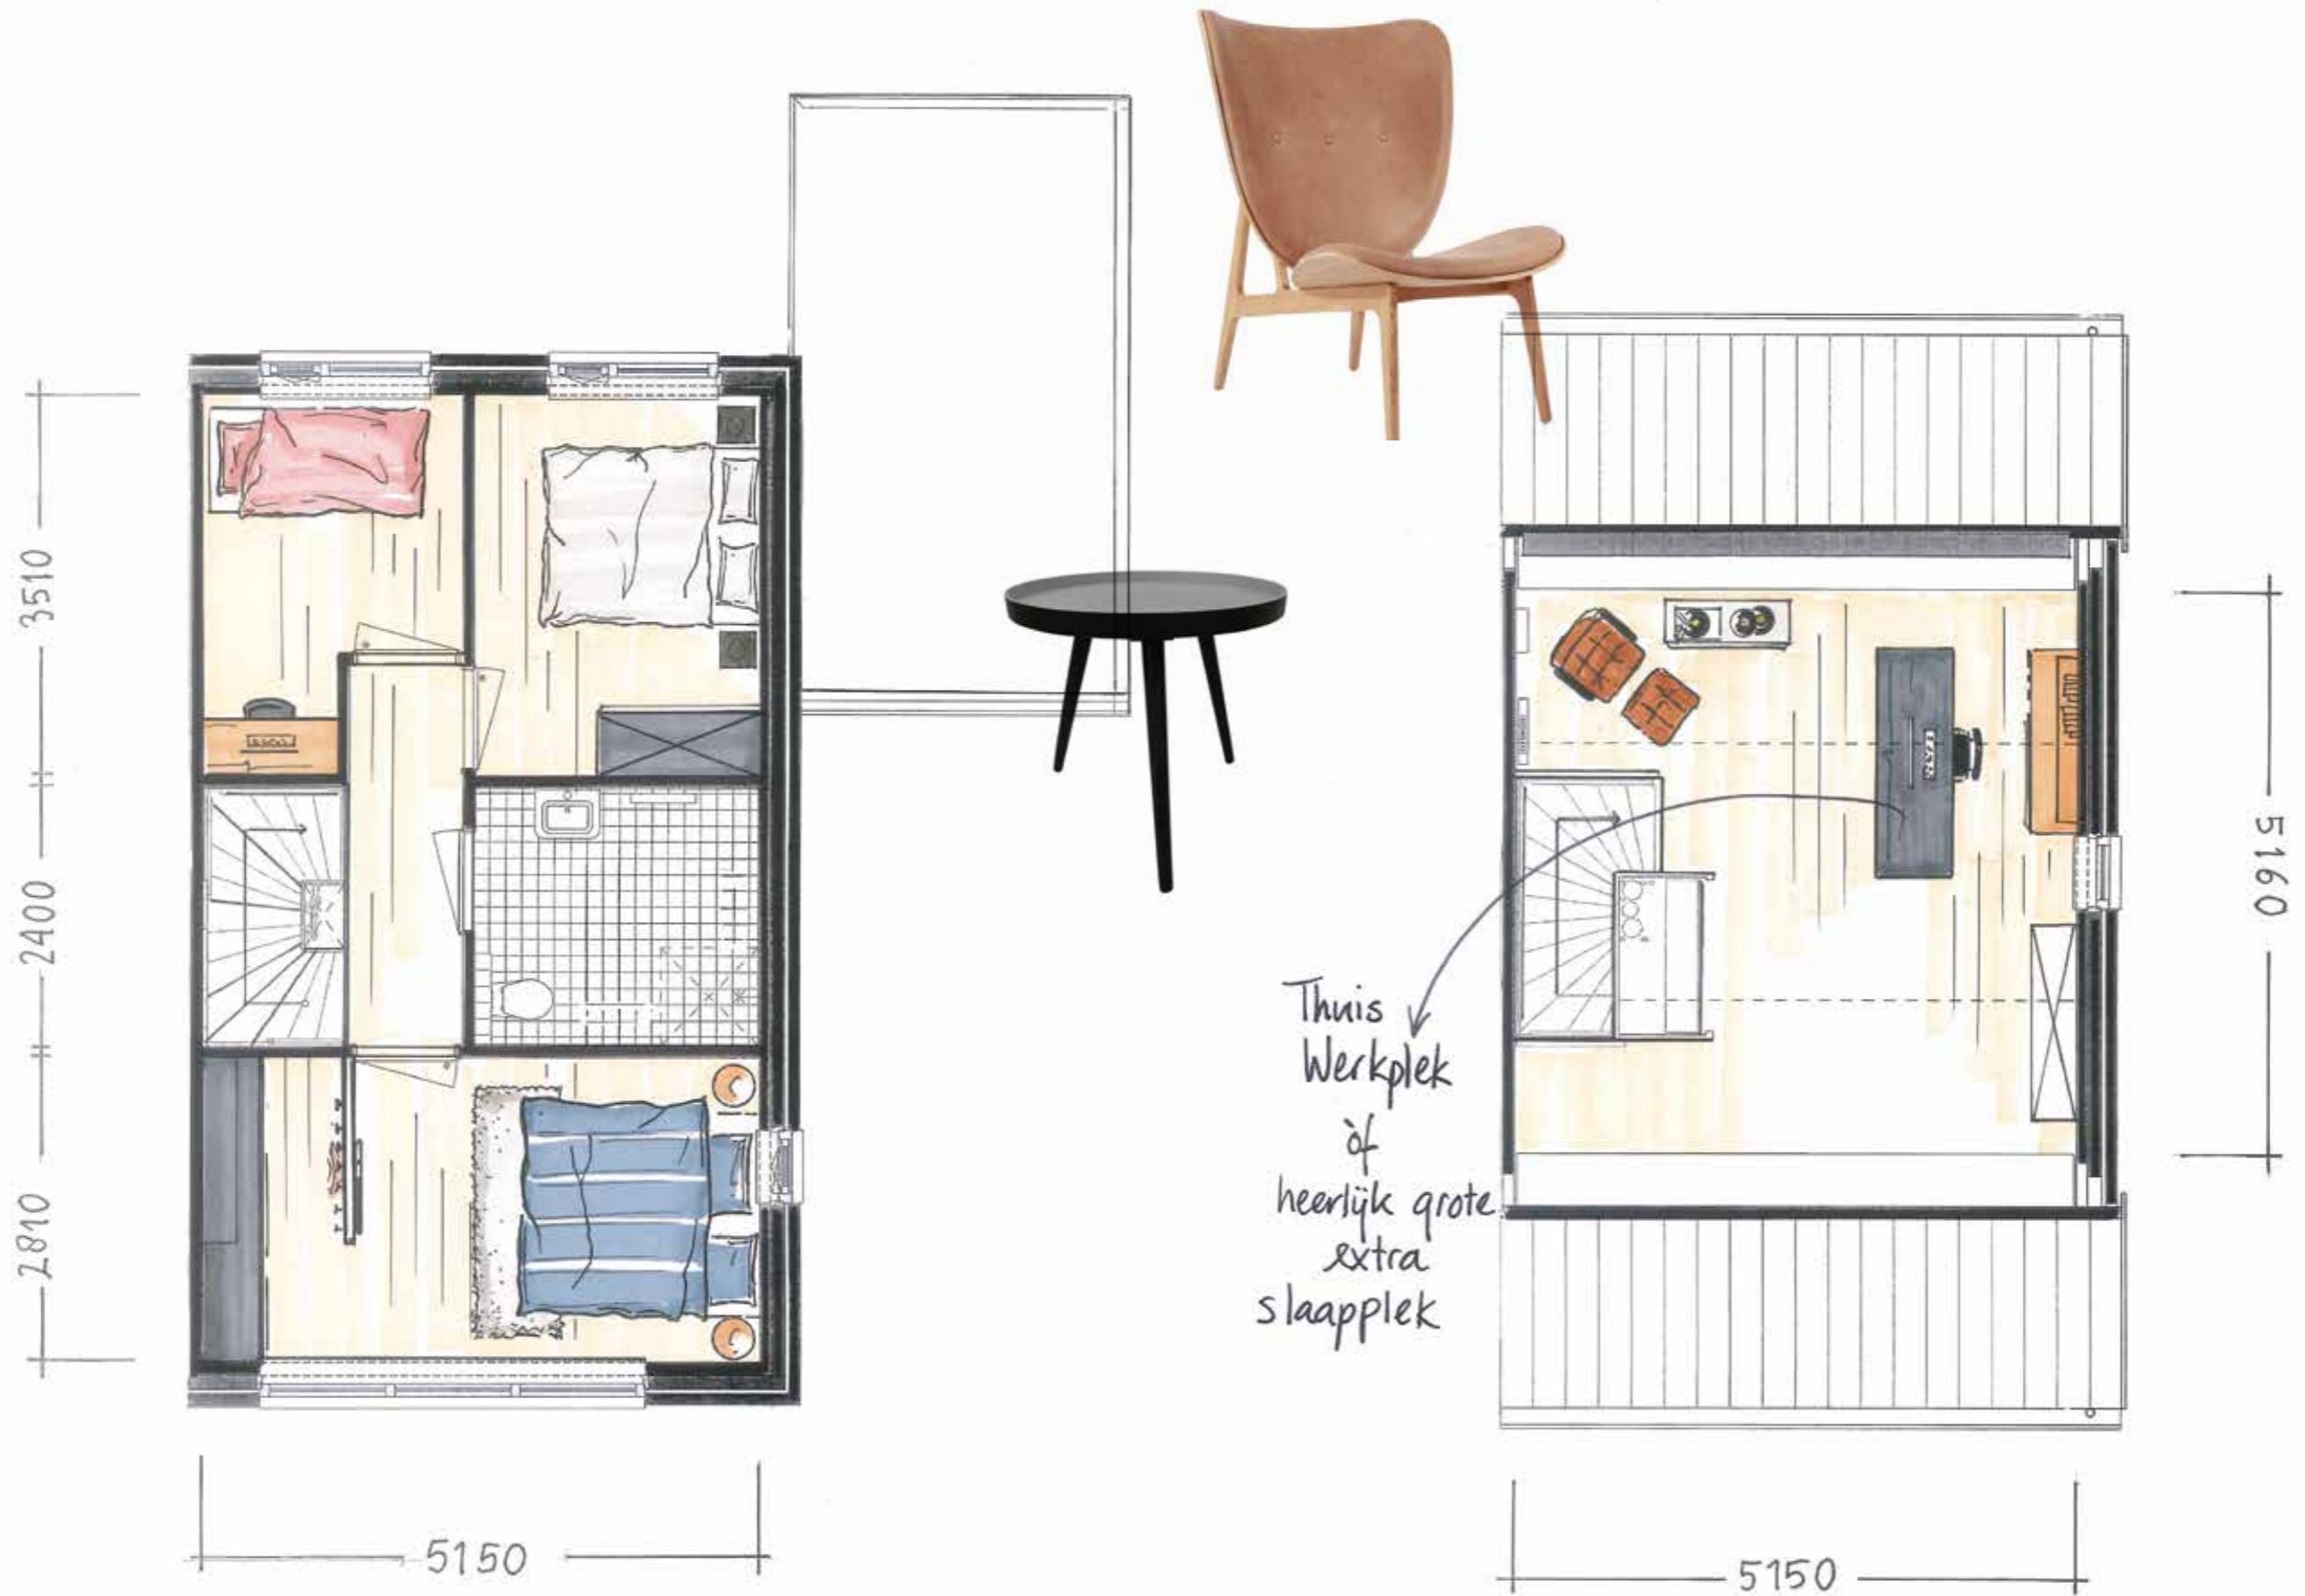 3510
2400
2810
5150
Thuis
Werkplek
òf
heerlijk grote
extra
slaapplek
5160
5150